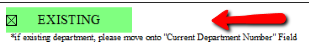 ☒ EXISTING
*if existing department, please move onto "Current Department Number" Field